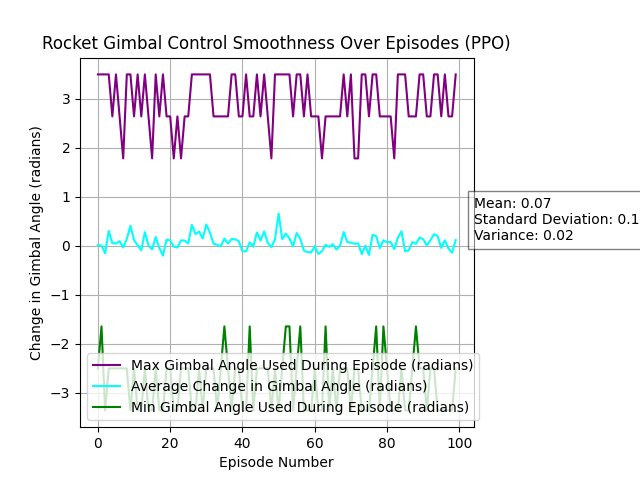 Rocket Gimbal Control Smoothness Over Episodes (PPO)
Change in Gimbal Angle (radians)
3
2
1
0
−1
−2
−3
Mean: 0.07
Standard Deviation: 0.1
Variance: 0.02
Max Gimbal Angle Used During Episode (radians)
Average Change in Gimbal Angle (radians)
Min Gimbal Angle Used During Episode (radians)
0 20 40 60 80 100
Episode Number